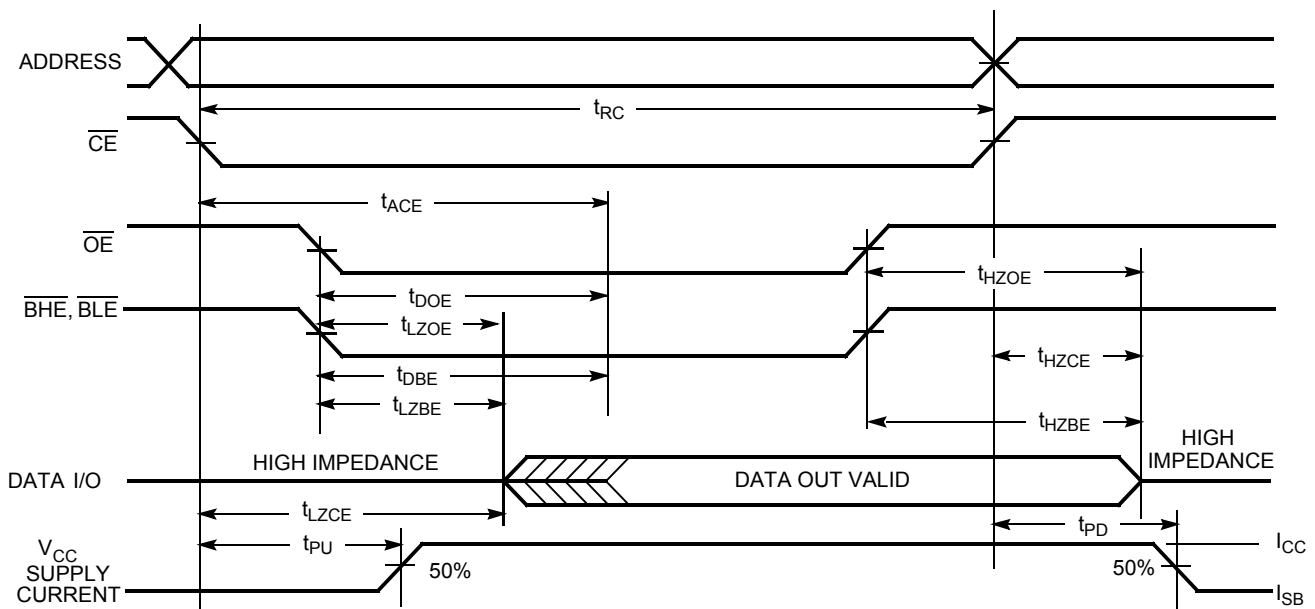 ADDRESS
tRC
CE
tACE
OE
tHZOE
tDOE
BHE, BLE
tLZOE
tHZCE
tDBE
tLZBE
tHZBE
HIGH IMPEDANCE
HIGH
IMPEDANCE
DATA I/O
DATA OUT VALID
tLZCE
tPD
tPU
VCC
SUPPLY
CURRENT
50%
50%
ICC
ISB